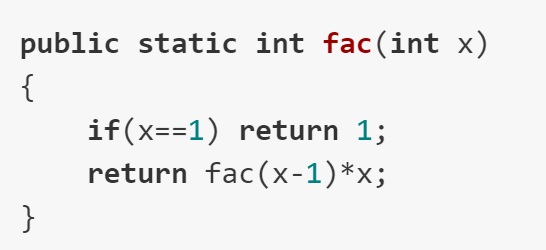 public static int fac(int x)
{
    if(x==1) return 1;
    return fac(x-1)*x;
}